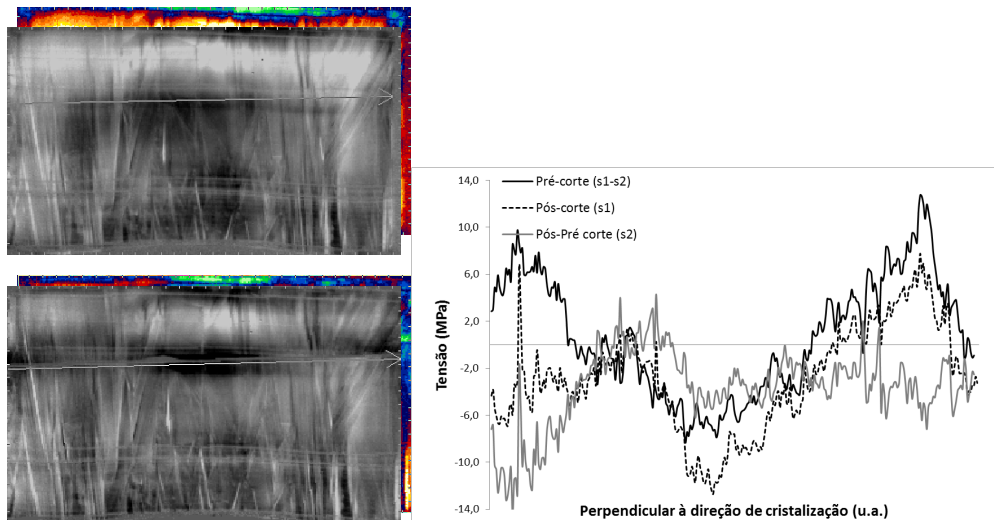 14,0
Pré-corte (s1-s2)
Pós-corte (s1)
10,0
Pós-Pré corte (s2)
6,0
2,0
-2,0
-6,0
-10,0
-14,0
Tensão (MPa)
Perpendicular à direção de cristalização (u.a.)